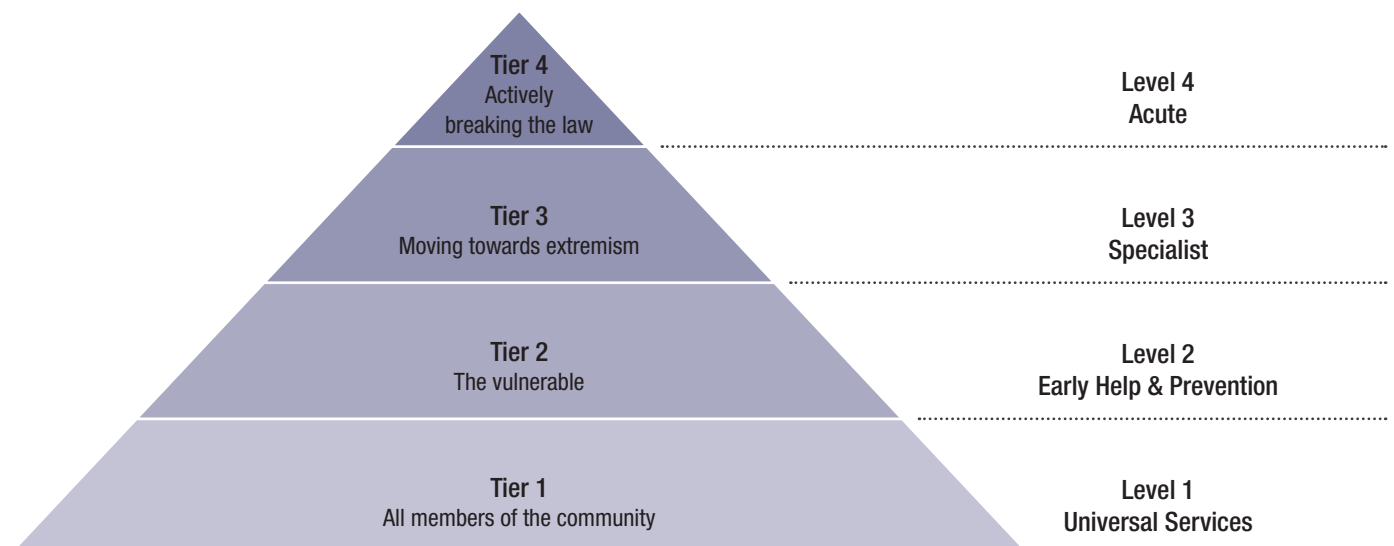 Tier 4
Actively
breaking the law
Level 4
Acute
Tier 3
Moving towards extremism
Level 3
Specialist
Tier 2
The vulnerable
Level 2
Early Help & Prevention
Tier 1
All members of the community
Level 1
Universal Services